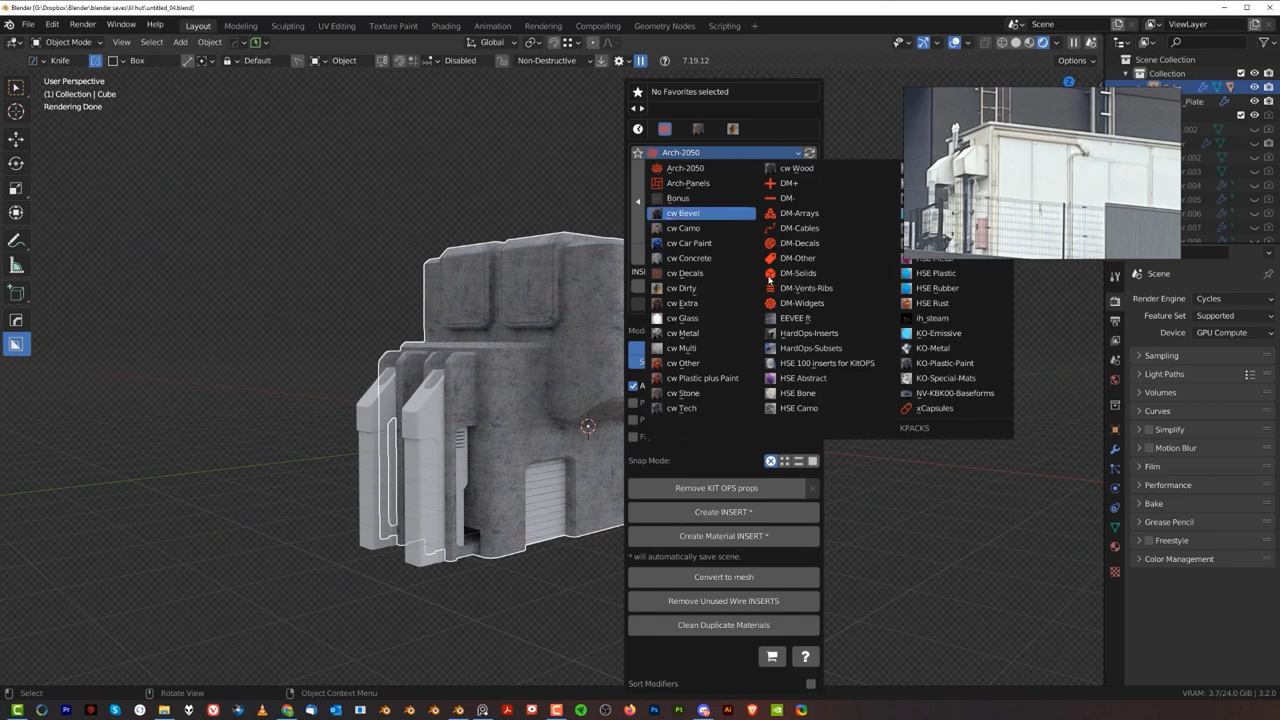 Blender [G:\Dropbox\Blender\blender saves\lil hut\untitled_04.blend]
File Edit Render Window Help Layout Modeling Sculpting UV Editing Texture Paint Shading Animation Rendering Compositing Geometry Nodes Scripting + Scene ViewLayer
Object Mode View Select Add Object Global
Knife Box Default Object Disabled Non-Destructive 7.19.12 Options
User Perspective
(1) Collection | Cube
Rendering Done
No Favorites selected
Arch-2050
Arch-2050
Arch-Panels
Bonus
cw Bevel
cw Camo
cw Car Paint
cw Concrete
cw Decals
cw Dirty
cw Extra
cw Glass
cw Metal
cw Multi
cw Other
cw Plastic plus Paint
cw Stone
cw Tech
cw Wood
DM+
DM-
DM-Arrays
DM-Cables
DM-Decals
DM-Other
DM-Solids
DM-Vents-Ribs
DM-Widgets
EEVEE ft
HardOps-Inserts
HardOps-Subsets
HSE 100 inserts for KitOPS
HSE Abstract
HSE Bone
HSE Camo
HSE Plastic
HSE Rubber
HSE Rust
ih_steam
KO-Emissive
KO-Metal
KO-Plastic-Paint
KO-Special-Mats
NV-KBK00-Baseforms
xCapsules
KPACKS
Snap Mode:
Remove KIT OPS props
Create INSERT *
Create Material INSERT *
* will automatically save scene.
Convert to mesh
Remove Unused Wire INSERTS
Clean Duplicate Materials
?
Sort Modifiers
Scene Collection
Collection
Scene
Render Engine Cycles
Feature Set Supported
Device GPU Compute
Sampling
Light Paths
Volumes
Curves
Simplify
Motion Blur
Film
Performance
Bake
Grease Pencil
Freestyle
Color Management
Select Rotate View Object Context Menu VRAM: 3.7/24.0 GiB | 3.2.0